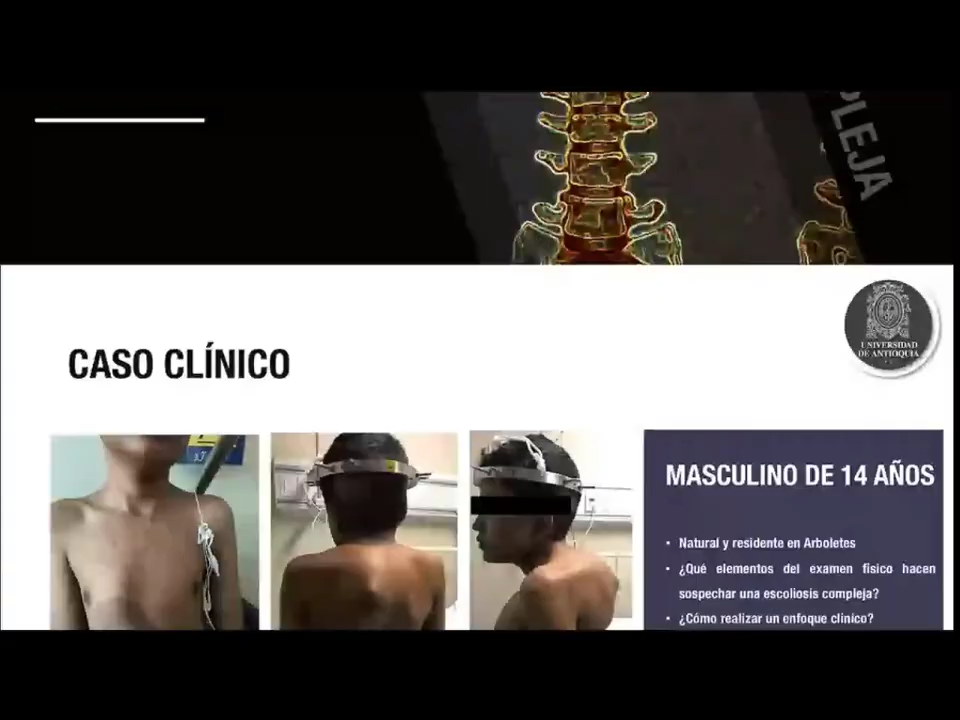 PLEJA
CASO CLÍNICO
UNIVERSIDAD
DE ANTIOQUIA
MASCULINO DE 14 AÑOS
• Natural y residente en Arboletes
• ¿Qué elementos del examen físico hacen
sospechar una escoliosis compleja?
• ¿Cómo realizar un enfoque clínico?